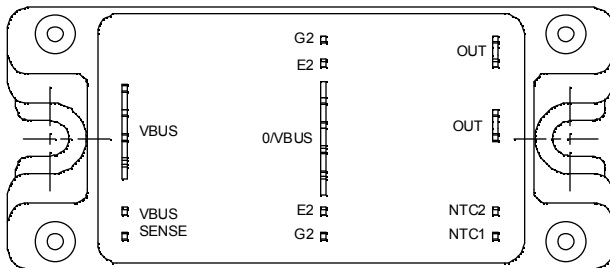 G2
OUT
E2
VBUS
0/VBUS
OUT
VBUS
SENSE
E2
G2
NTC2
NTC1